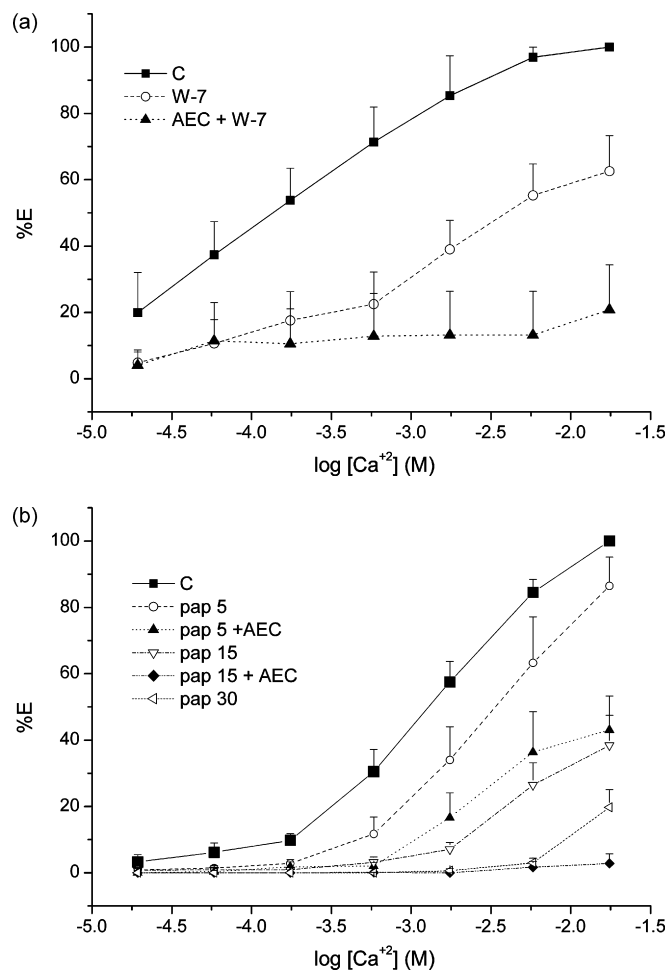 (a)
100
80
60
40
20
0
%E
C
W-7
AEC + W-7
-5.0 -4.5 -4.0 -3.5 -3.0 -2.5 -2.0 -1.5
log [Ca+2] (M)
(b)
100
80
60
40
20
0
%E
C
pap 5
pap 5 +AEC
pap 15
pap 15 + AEC
pap 30
-5.0 -4.5 -4.0 -3.5 -3.0 -2.5 -2.0 -1.5
log [Ca+2] (M)